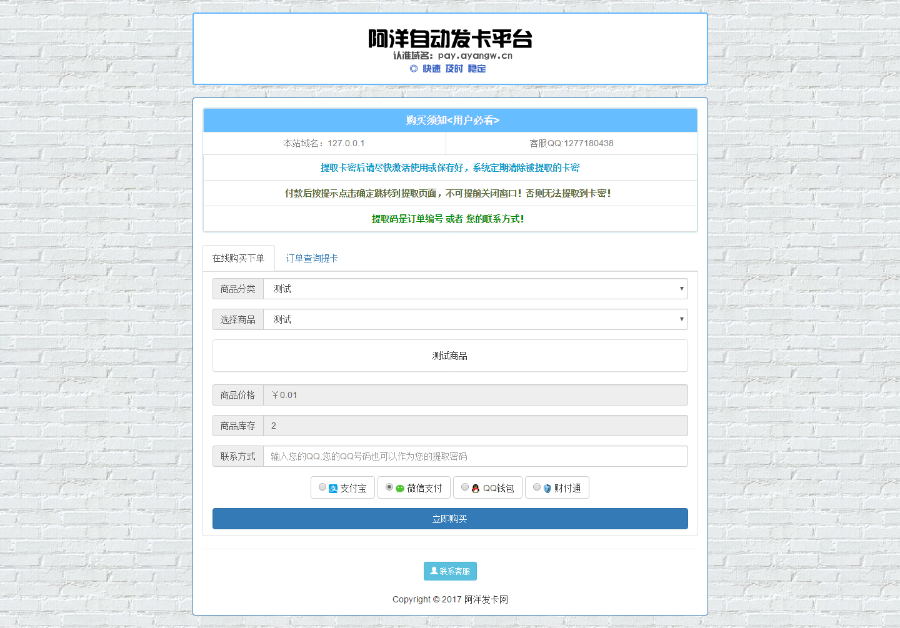 阿洋自动发卡平台
认准域名：pay.ayangw.cn
◎ 快速 及时 稳定
购买须知<用户必看>
本站域名：127.0.0.1 客服QQ:1277180438
提取卡密后请尽快激活使用或保存好，系统定期清除被提取的卡密
付款后按提示点击确定跳转到提取页面，不可提前关闭窗口！否则无法提取到卡密！
提取码是订单编号 或者 您的联系方式！
在线购买下单 订单查询提卡
商品分类 测试
选择商品 测试
测试商品
商品价格 ￥0.01
商品库存 2
联系方式 输入您的QQ,您的QQ号码也可以作为您的提取密码
支付宝 微信支付 QQ钱包 财付通
立即购买
联系客服
Copyright © 2017 阿洋发卡网